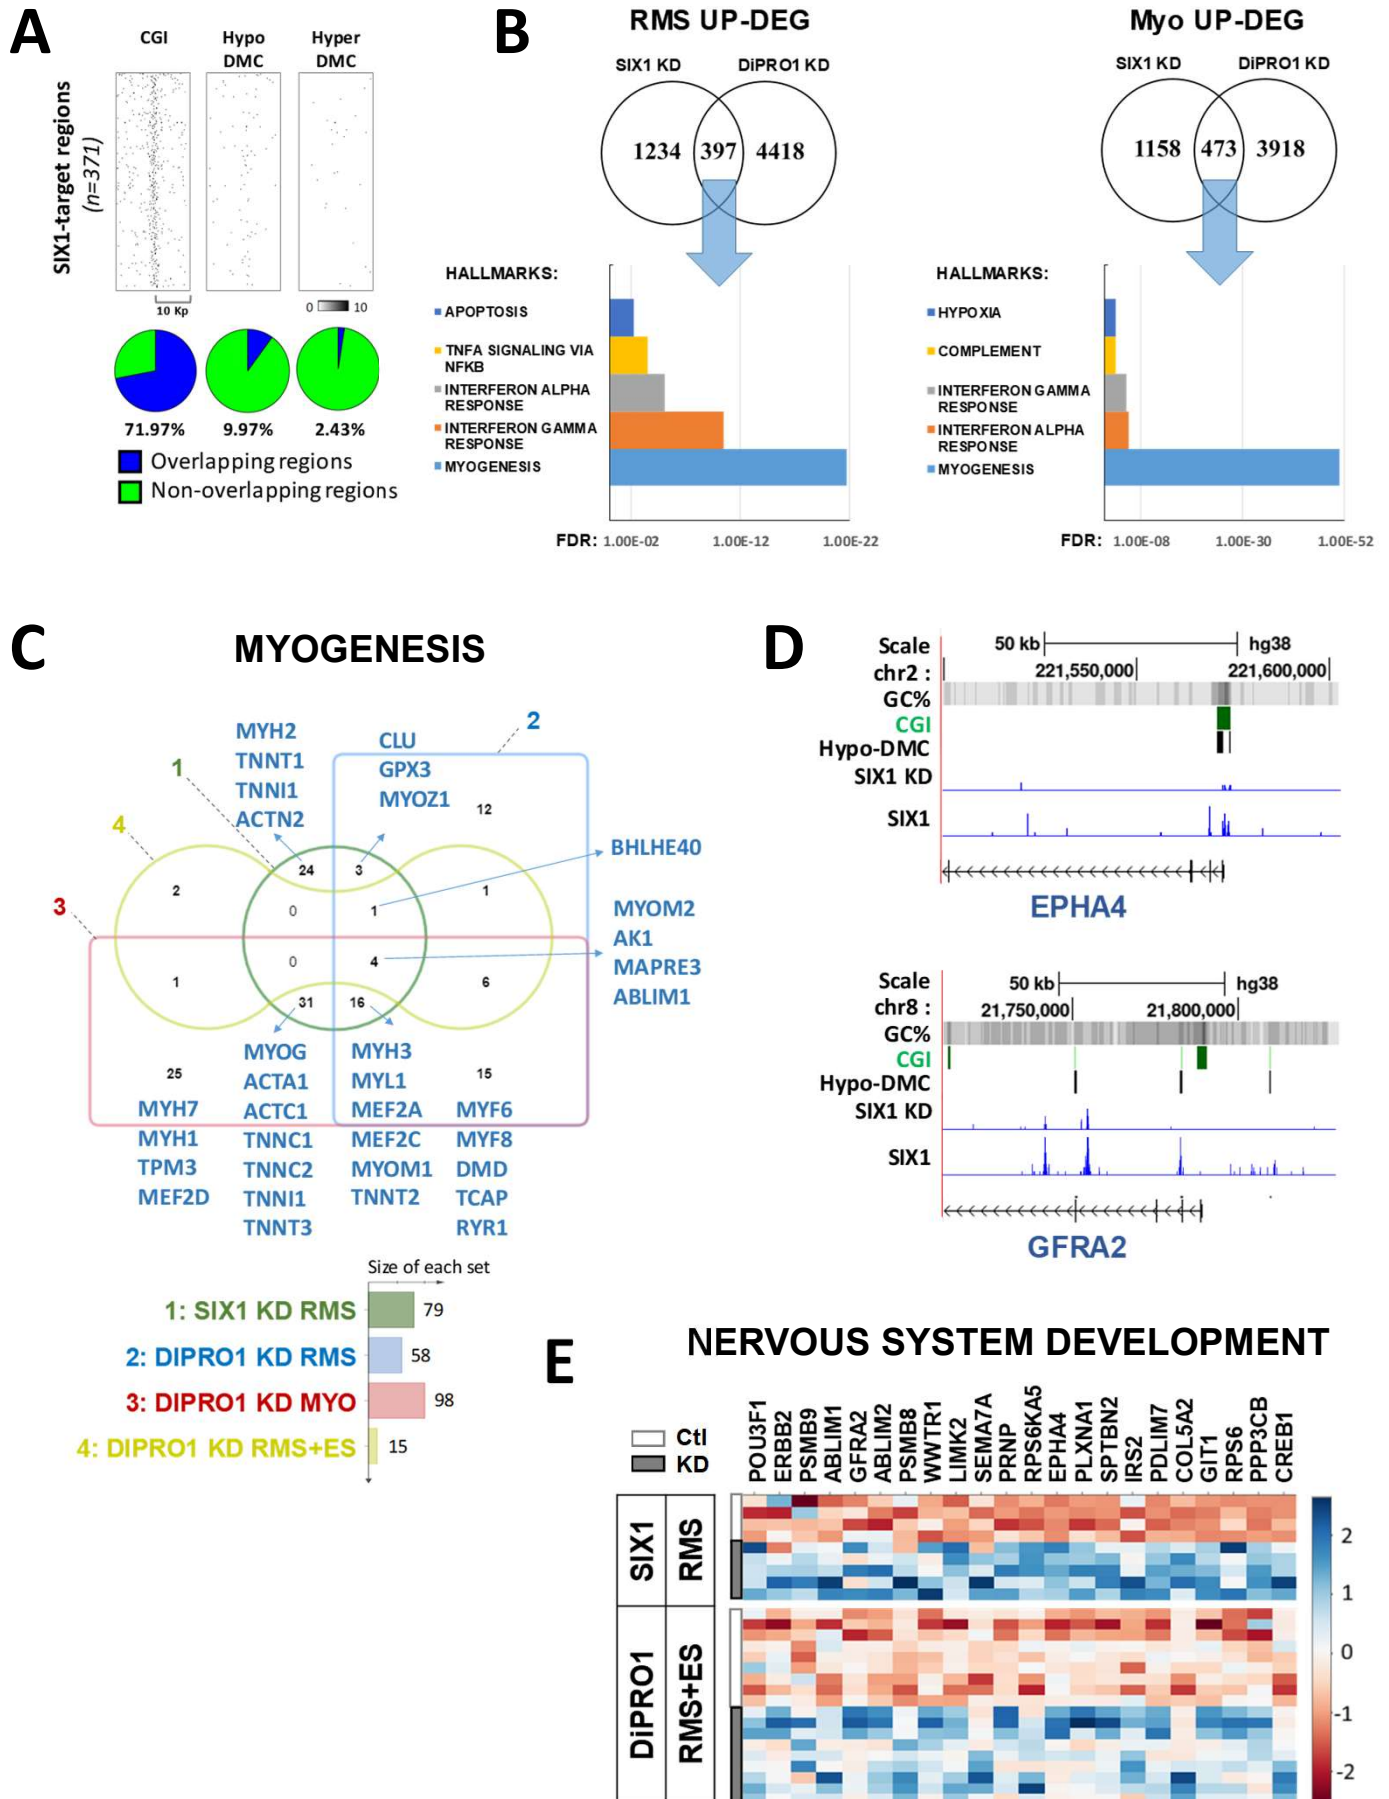 A
CGI
Hypo
DMC
Hyper
DMC
SIX1-target regions
(n=371)
10 Kp
0
10
71.97%
9.97%
2.43%
Overlapping regions
Non-overlapping regions
B
RMS UP-DEG
SIX1 KD
DiPRO1 KD
1234
397
4418
HALLMARKS:
APOPTOSIS
TNFA SIGNALING VIA
NFKB
INTERFERON ALPHA
RESPONSE
INTERFERON GAMMA
RESPONSE
MYOGENESIS
FDR:
1.00E-02
1.00E-12
1.00E-22
Myo UP-DEG
SIX1 KD
DiPRO1 KD
1158
473
3918
HALLMARKS:
HYPOXIA
COMPLEMENT
INTERFERON GAMMA
RESPONSE
INTERFERON ALPHA
RESPONSE
MYOGENESIS
FDR:
1.00E-08
1.00E-30
1.00E-52
C
MYOGENESIS
MYH2
TNNT1
TNNI1
ACTN2
CLU
GPX3
MYOZ1
2
1
4
3
12
24
3
2
1
0
1
BHLHE40
0
4
1
6
MYOM2
AK1
MAPRE3
ABLIM1
31
16
25
15
MYH7
MYH1
TPM3
MEF2D
MYOG
ACTA1
ACTC1
TNNC1
TNNC2
TNNI1
TNNT3
MYH3
MYL1
MEF2A
MEF2C
MYOM1
TNNT2
MYF6
MYF8
DMD
TCAP
RYR1
Size of each set
1: SIX1 KD RMS
79
2: DIPRO1 KD RMS
58
3: DIPRO1 KD MYO
98
4: DIPRO1 KD RMS+ES
15
D
Scale
50 kb
hg38
chr2 :
221,550,000
221,600,000
GC%
CGI
Hypo-DMC
SIX1 KD
SIX1
EPHA4
Scale
50 kb
hg38
chr8 :
21,750,000
21,800,000
GC%
CGI
Hypo-DMC
SIX1 KD
SIX1
GFRA2
E
NERVOUS SYSTEM DEVELOPMENT
Ctl
KD
POU3F1
ERBB2
PSMB9
ABLIM1
GFRA2
ABLIM2
PSMB8
WWTR1
LIMK2
SEMA7A
PRNP
RPS6KA5
EPHA4
PLXNA1
SPTBN2
IRS2
PDLIM7
COL5A2
GIT1
RPS6
PPP3CB
CREB1
SIX1
RMS
DiPRO1
RMS+ES
2
1
0
-1
-2